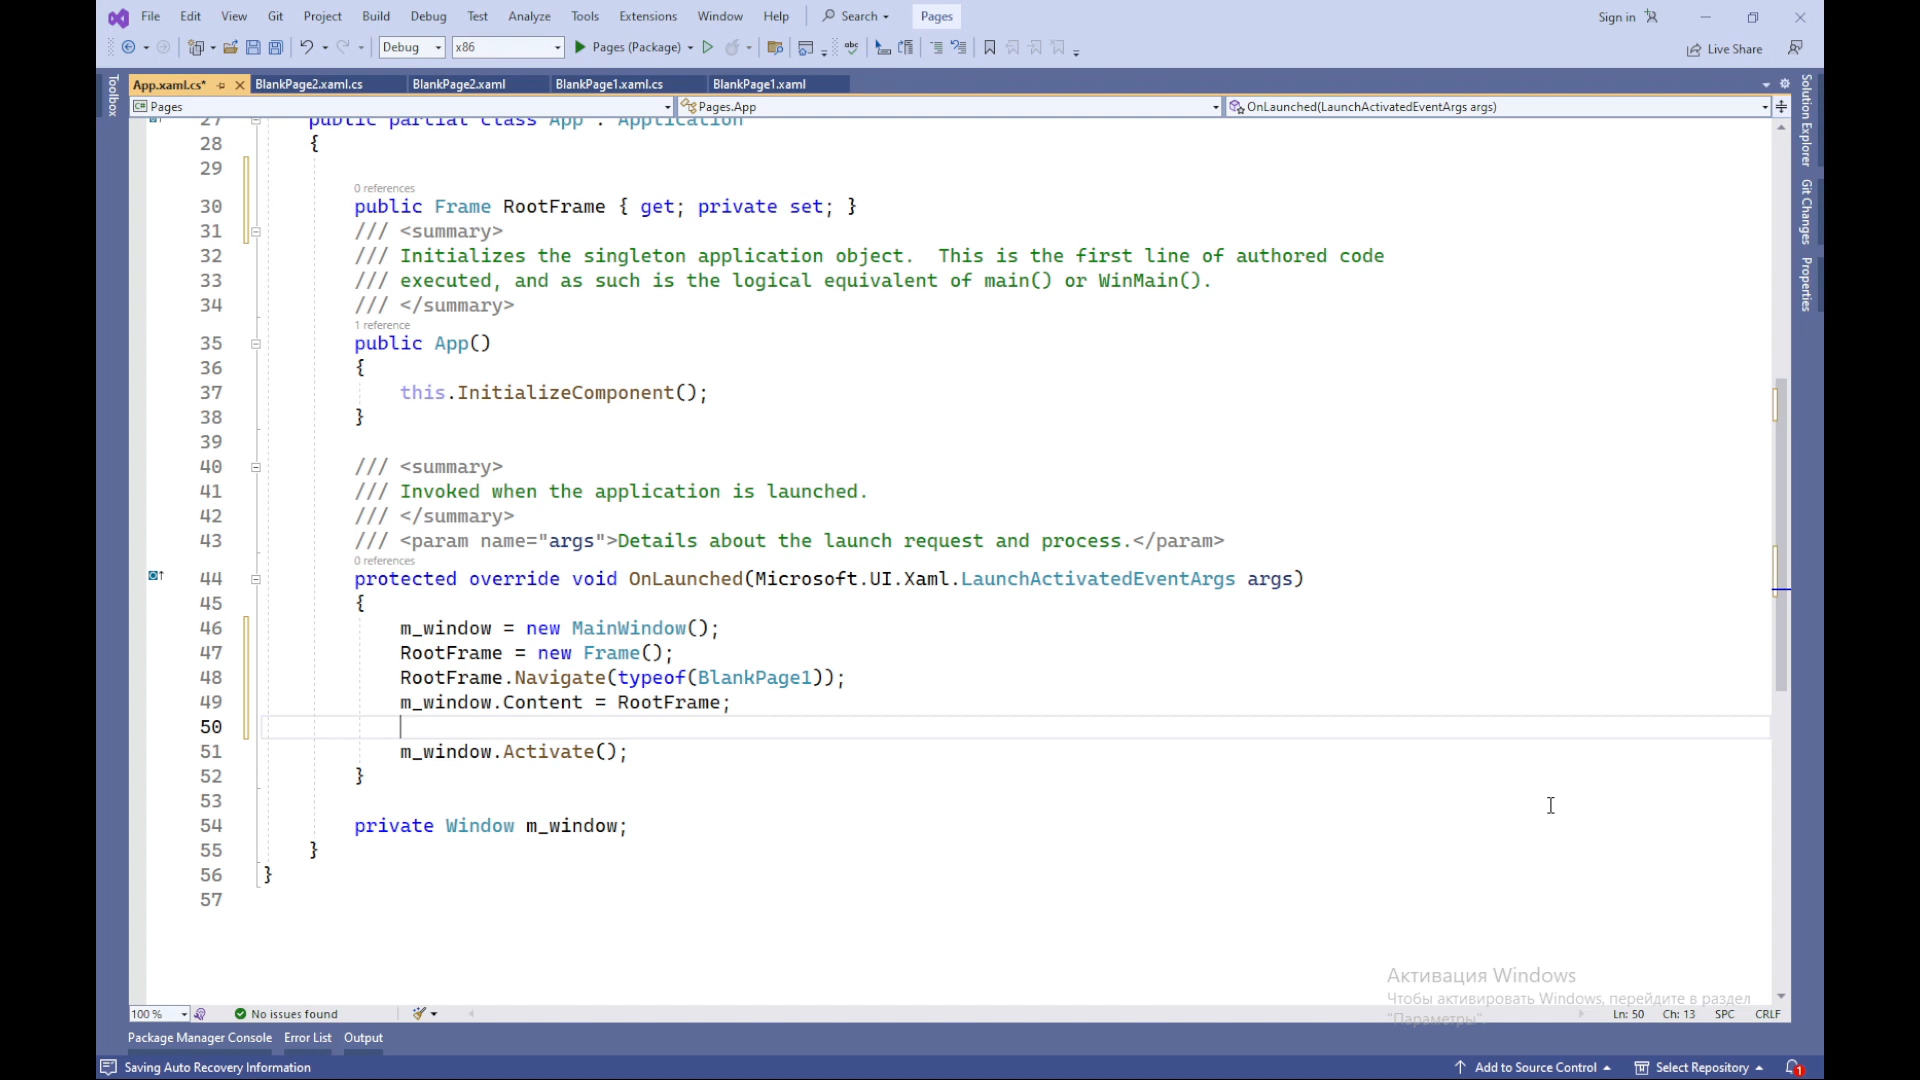 File Edit View Git Project Build Debug Test Analyze Tools Extensions Window Help Search Pages Sign in
Debug x86 Pages (Package) Live Share
Toolbox
App.xaml.cs* BlankPage2.xaml.cs BlankPage2.xaml BlankPage1.xaml.cs BlankPage1.xaml
Pages Pages.App OnLaunched(LaunchActivatedEventArgs args)
Solution Explorer
Git Changes
Properties
27 public partial class App : Application
28 {
29
0 references
30 public Frame RootFrame { get; private set; }
31 /// <summary>
32 /// Initializes the singleton application object.  This is the first line of authored code
33 /// executed, and as such is the logical equivalent of main() or WinMain().
34 /// </summary>
1 reference
35 public App()
36 {
37 this.InitializeComponent();
38 }
39
40 /// <summary>
41 /// Invoked when the application is launched.
42 /// </summary>
43 /// <param name="args">Details about the launch request and process.</param>
0 references
44 protected override void OnLaunched(Microsoft.UI.Xaml.LaunchActivatedEventArgs args)
45 {
46 m_window = new MainWindow();
47 RootFrame = new Frame();
48 RootFrame.Navigate(typeof(BlankPage1));
49 m_window.Content = RootFrame;
50
51 m_window.Activate();
52 }
53
54 private Window m_window;
55 }
56 }
57
Активация Windows
Чтобы активировать Windows, перейдите в раздел
"Параметры".
100 % No issues found Ln: 50 Ch: 13 SPC CRLF
Package Manager Console Error List Output
Saving Auto Recovery Information Add to Source Control Select Repository 1